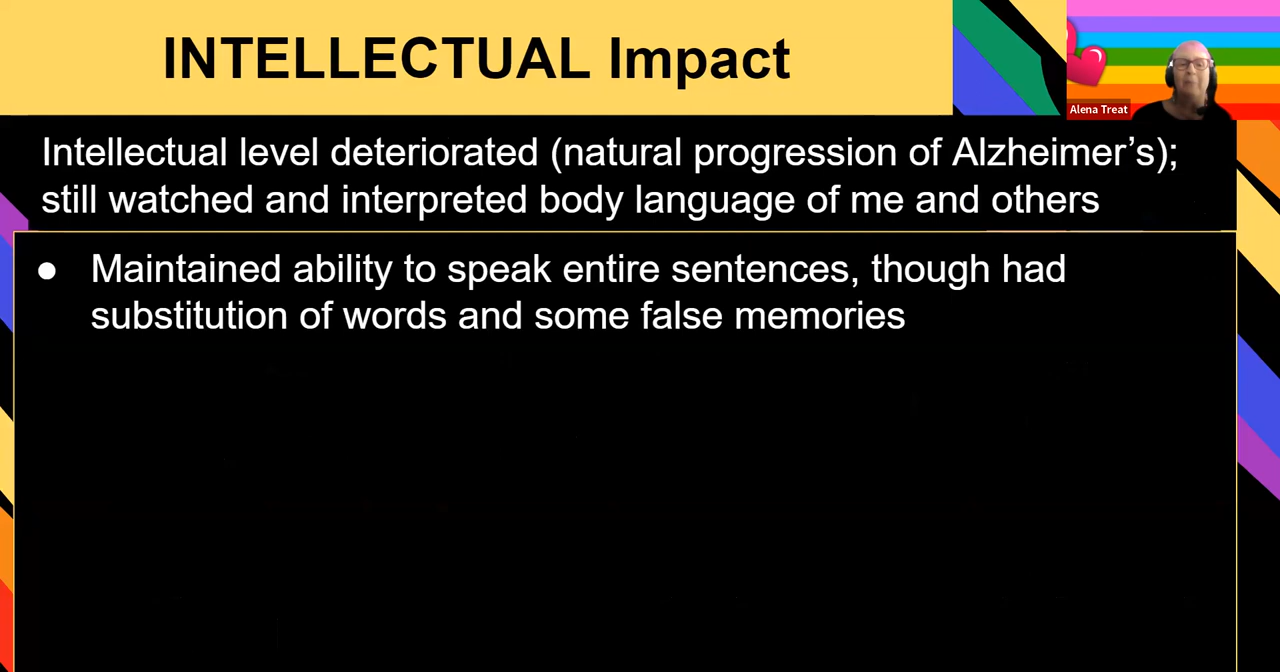 INTELLECTUAL Impact
Alena Treat
Intellectual level deteriorated (natural progression of Alzheimer’s);
still watched and interpreted body language of me and others
● Maintained ability to speak entire sentences, though had
substitution of words and some false memories